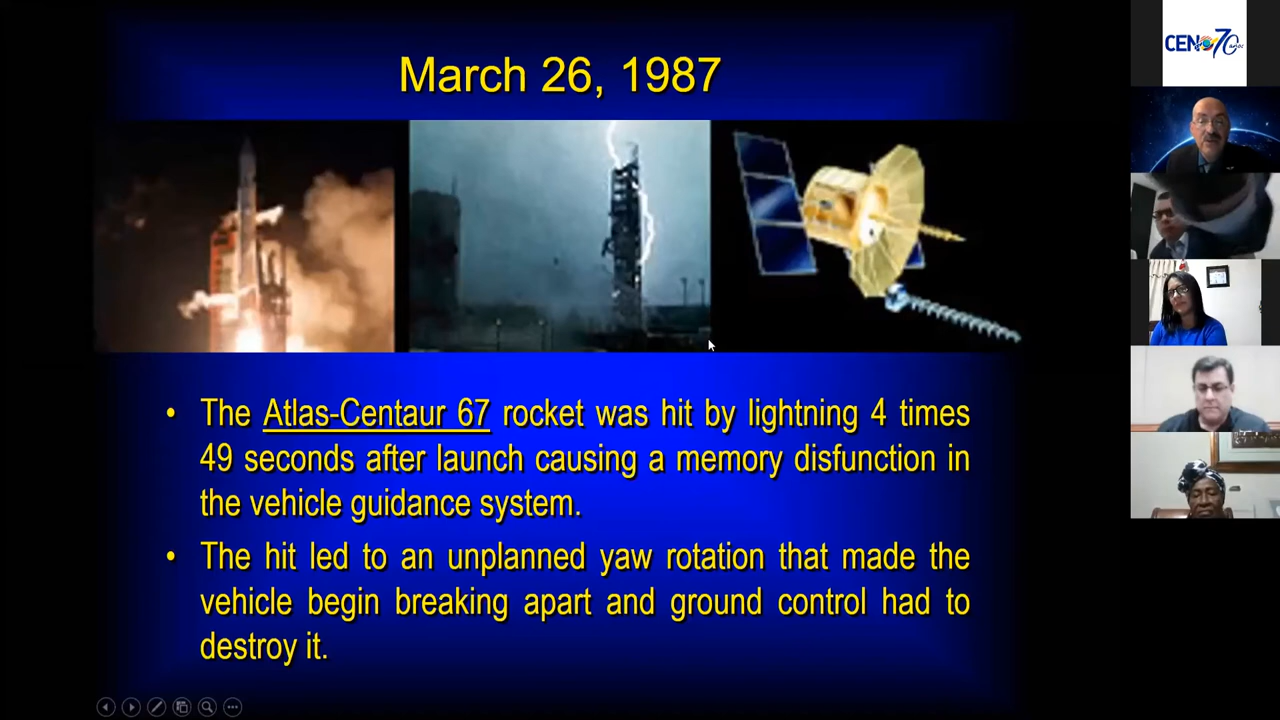 March 26, 1987
CEN 70 años
• The Atlas-Centaur 67 rocket was hit by lightning 4 times
49 seconds after launch causing a memory disfunction in
the vehicle guidance system.
• The hit led to an unplanned yaw rotation that made the
vehicle begin breaking apart and ground control had to
destroy it.